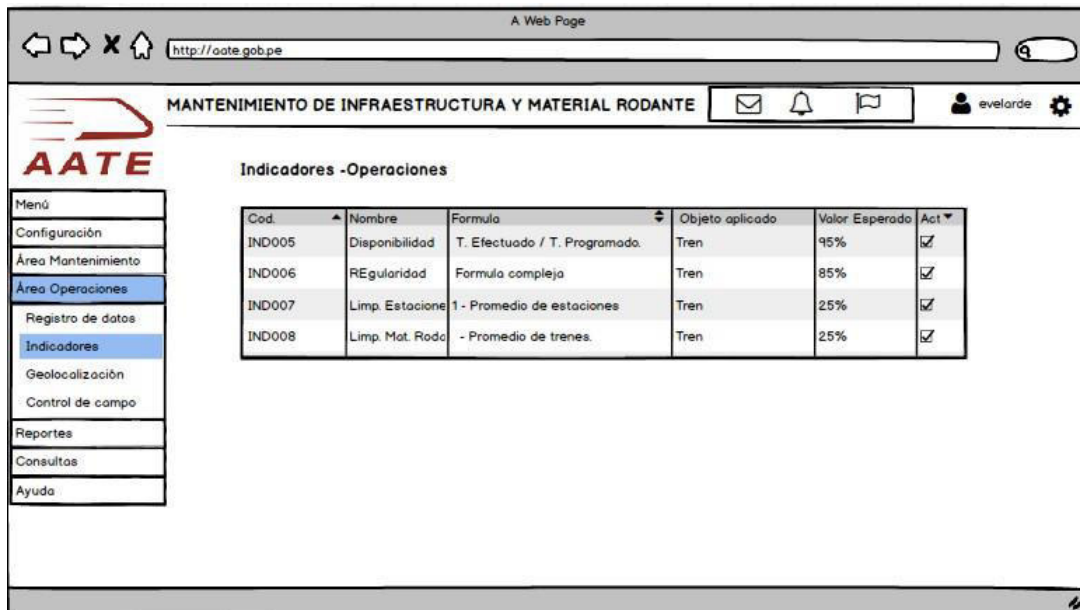 A Web Page
http://aate.gob.pe
MANTENIMIENTO DE INFRAESTRUCTURA Y MATERIAL RODANTE
evelarde
AATE
Indicadores -Operaciones
Menú
Configuración
Área Mantenimiento
Área Operaciones
Registro de datos
Indicadores
Geolocalización
Control de campo
Reportes
Consultas
Ayuda
Cod. Nombre Formula Objeto aplicado Valor Esperado Act
IND005 Disponibilidad T. Efectuado / T. Programado. Tren 95%
IND006 REgularidad Formula compleja Tren 85%
IND007 Limp. Estacione 1 - Promedio de estaciones Tren 25%
IND008 Limp. Mat. Roda - Promedio de trenes. Tren 25%